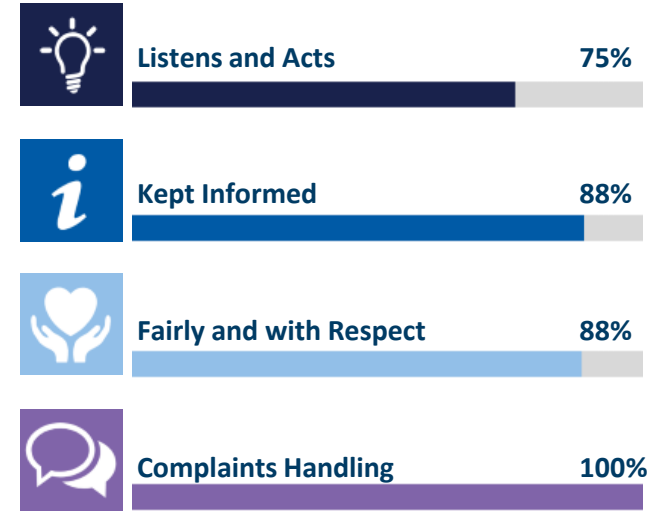 Listens and Acts 75%
Kept Informed 88%
Fairly and with Respect 88%
Complaints Handling 100%